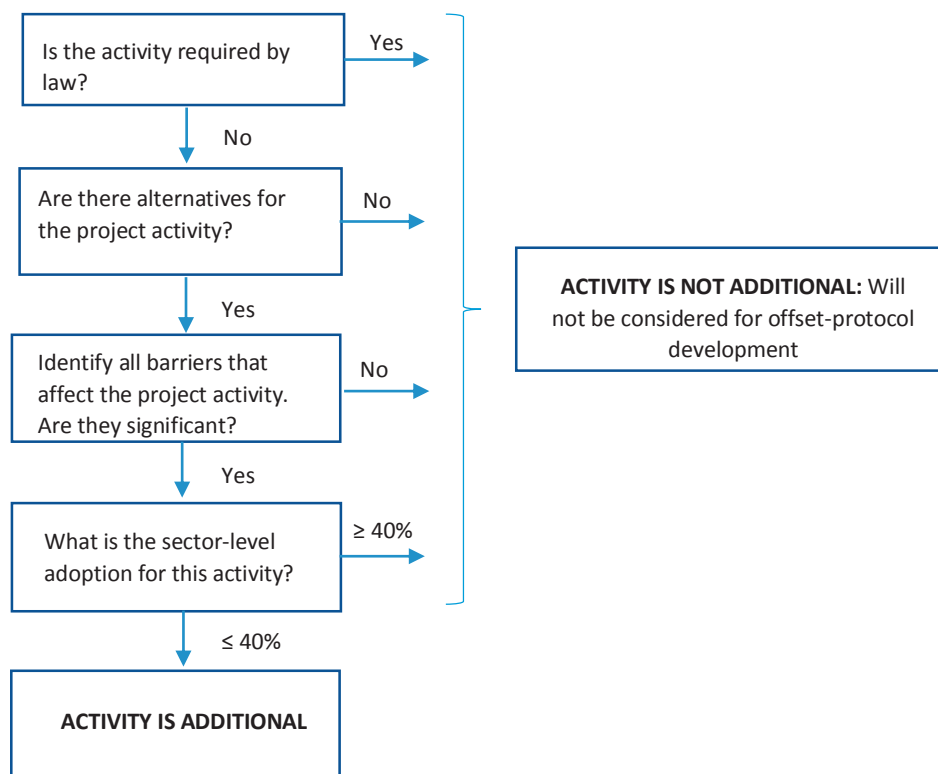 Is the activity required by
law?
Yes
No
Are there alternatives for
the project activity?
No
Yes
Identify all barriers that
affect the project activity.
Are they significant?
No
Yes
What is the sector-level
adoption for this activity?
≥ 40%
≤ 40%
ACTIVITY IS ADDITIONAL
ACTIVITY IS NOT ADDITIONAL: Will
not be considered for offset-protocol
development